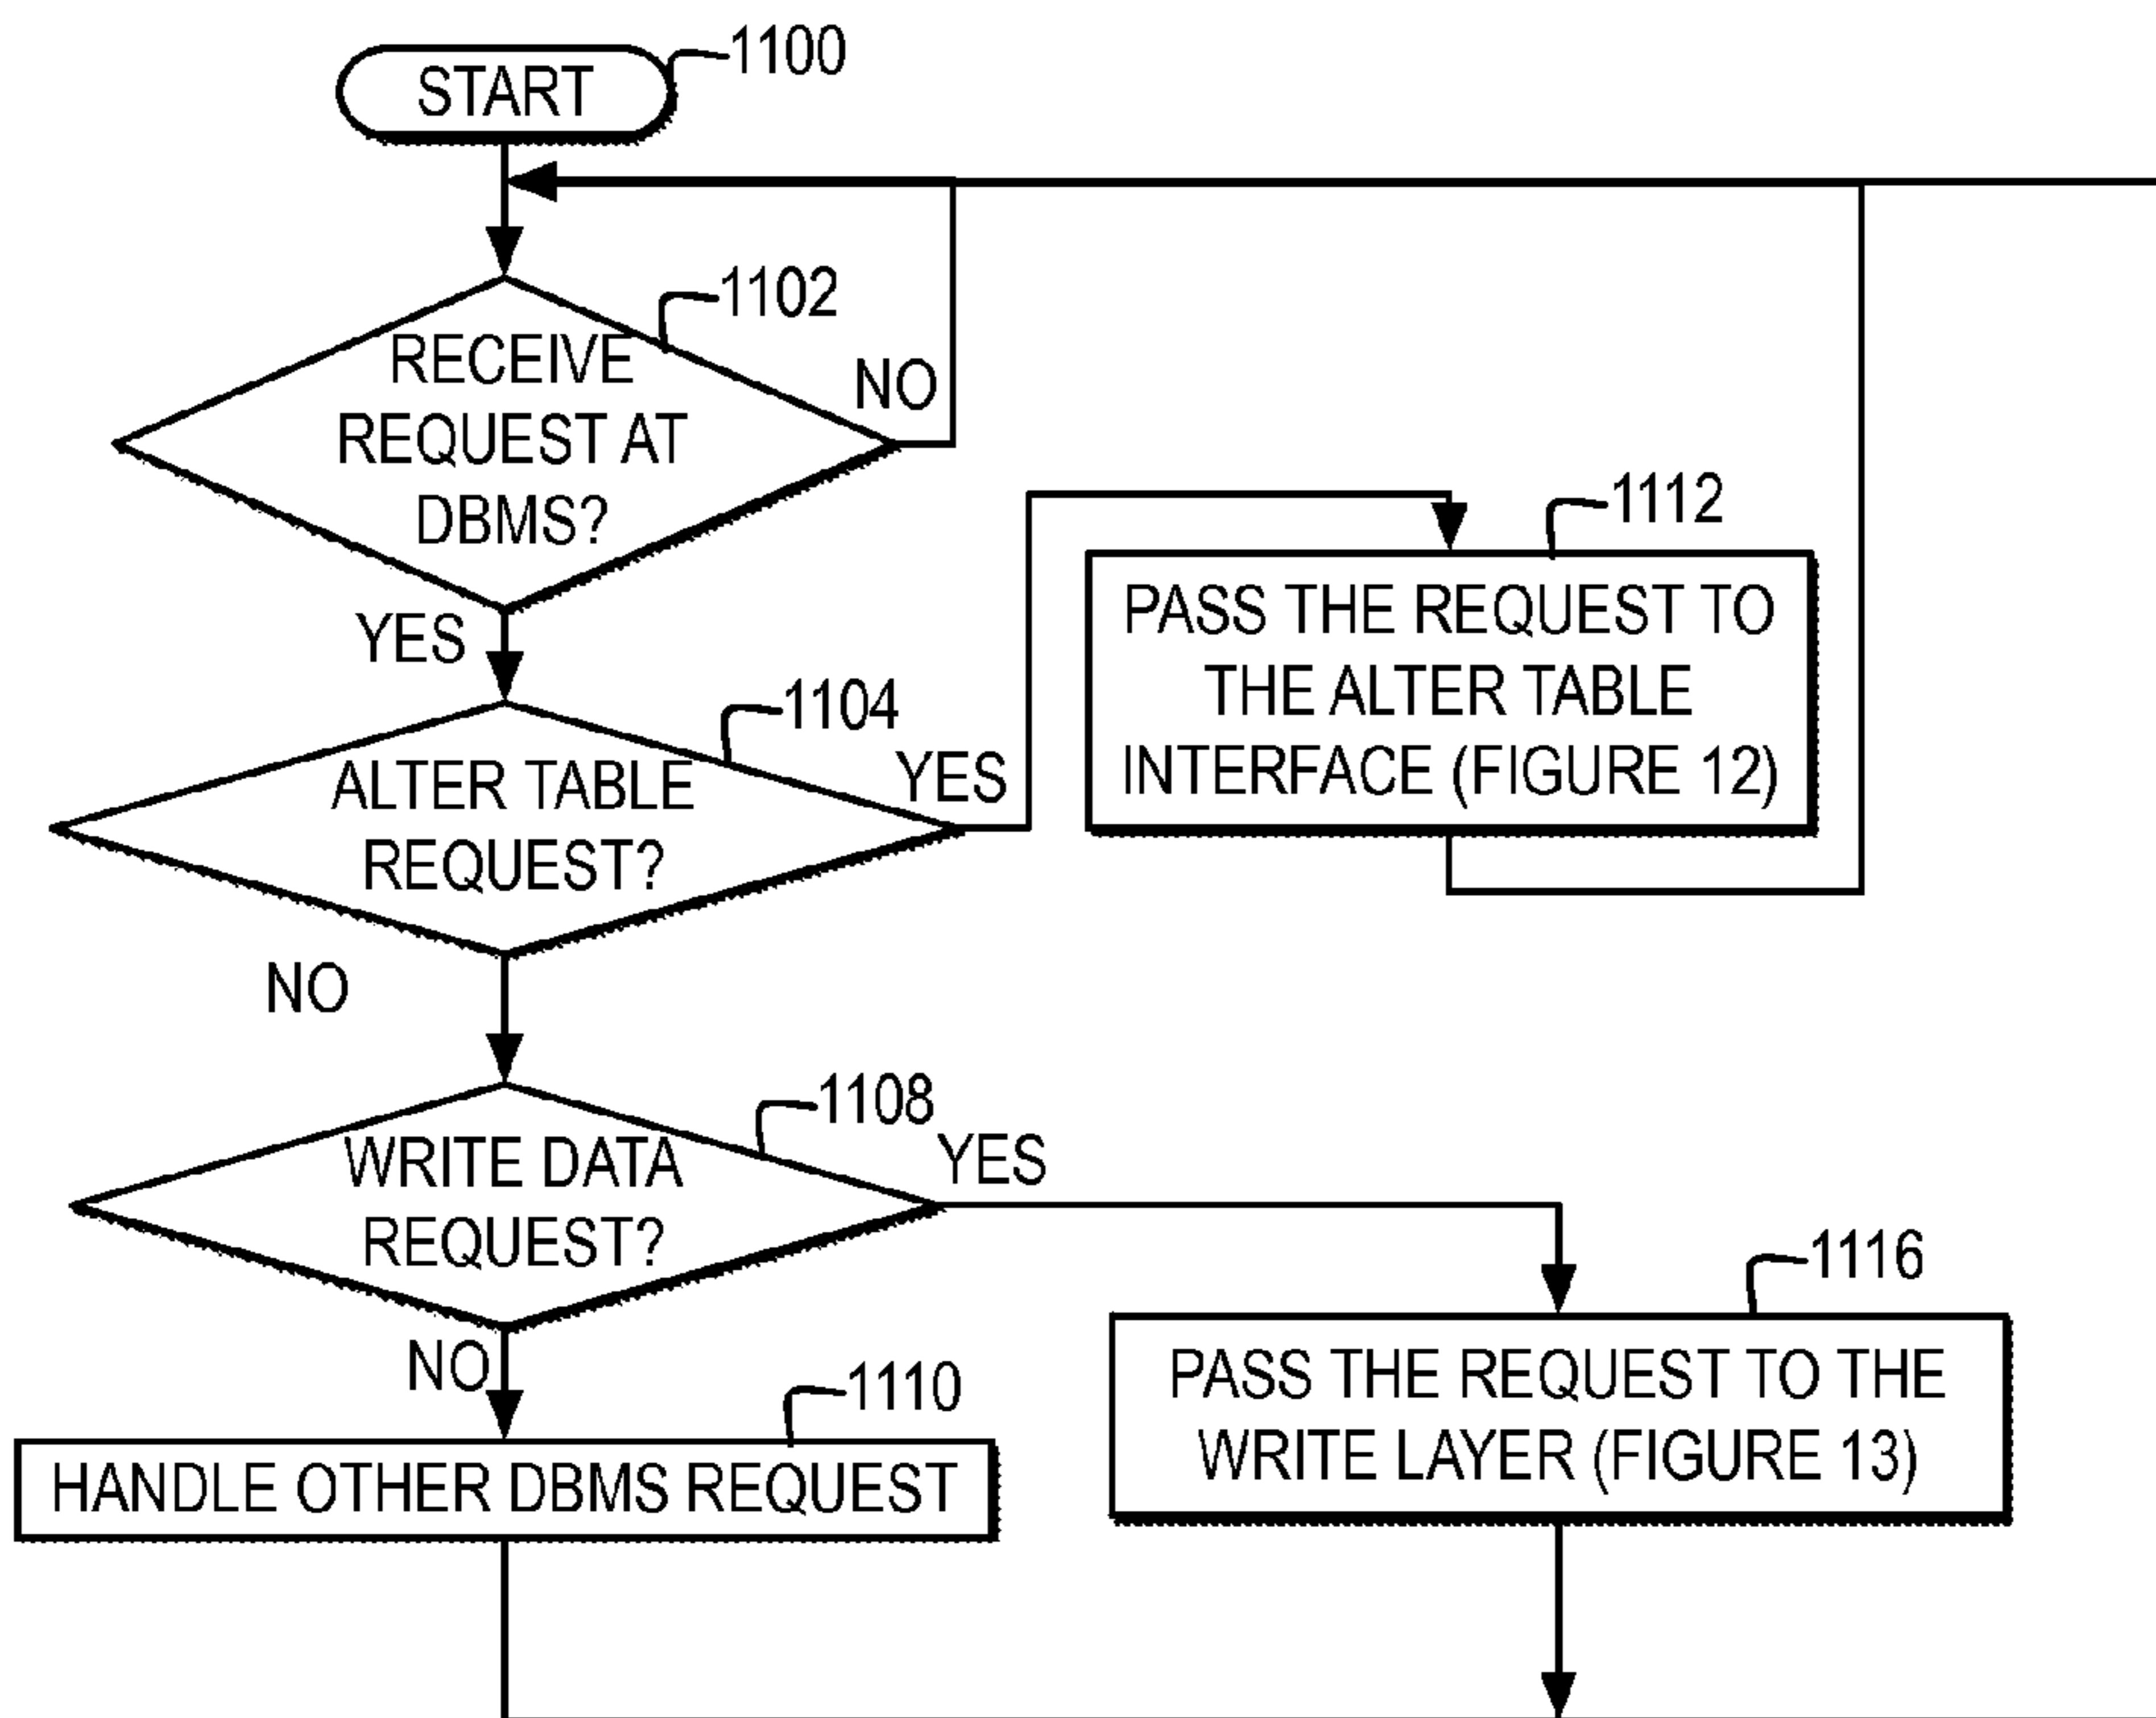 START
1100
1102
RECEIVE
REQUEST AT
DBMS?
NO
YES
1104
ALTER TABLE
REQUEST?
YES
1112
PASS THE REQUEST TO
THE ALTER TABLE
INTERFACE (FIGURE 12)
NO
1108
WRITE DATA
REQUEST?
YES
1116
PASS THE REQUEST TO THE
WRITE LAYER (FIGURE 13)
NO
1110
HANDLE OTHER DBMS REQUEST